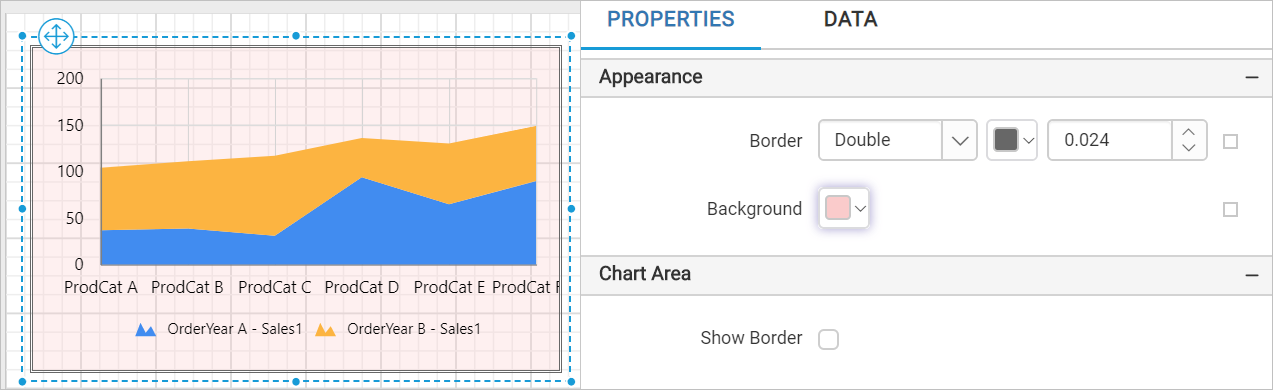 PROPERTIES DATA
Appearance
Border Double 0.024
Background
Chart Area
Show Border
200
150
100
50
0
ProdCat A ProdCat B ProdCat C ProdCat D ProdCat E ProdCat F
OrderYear A - Sales1 OrderYear B - Sales1